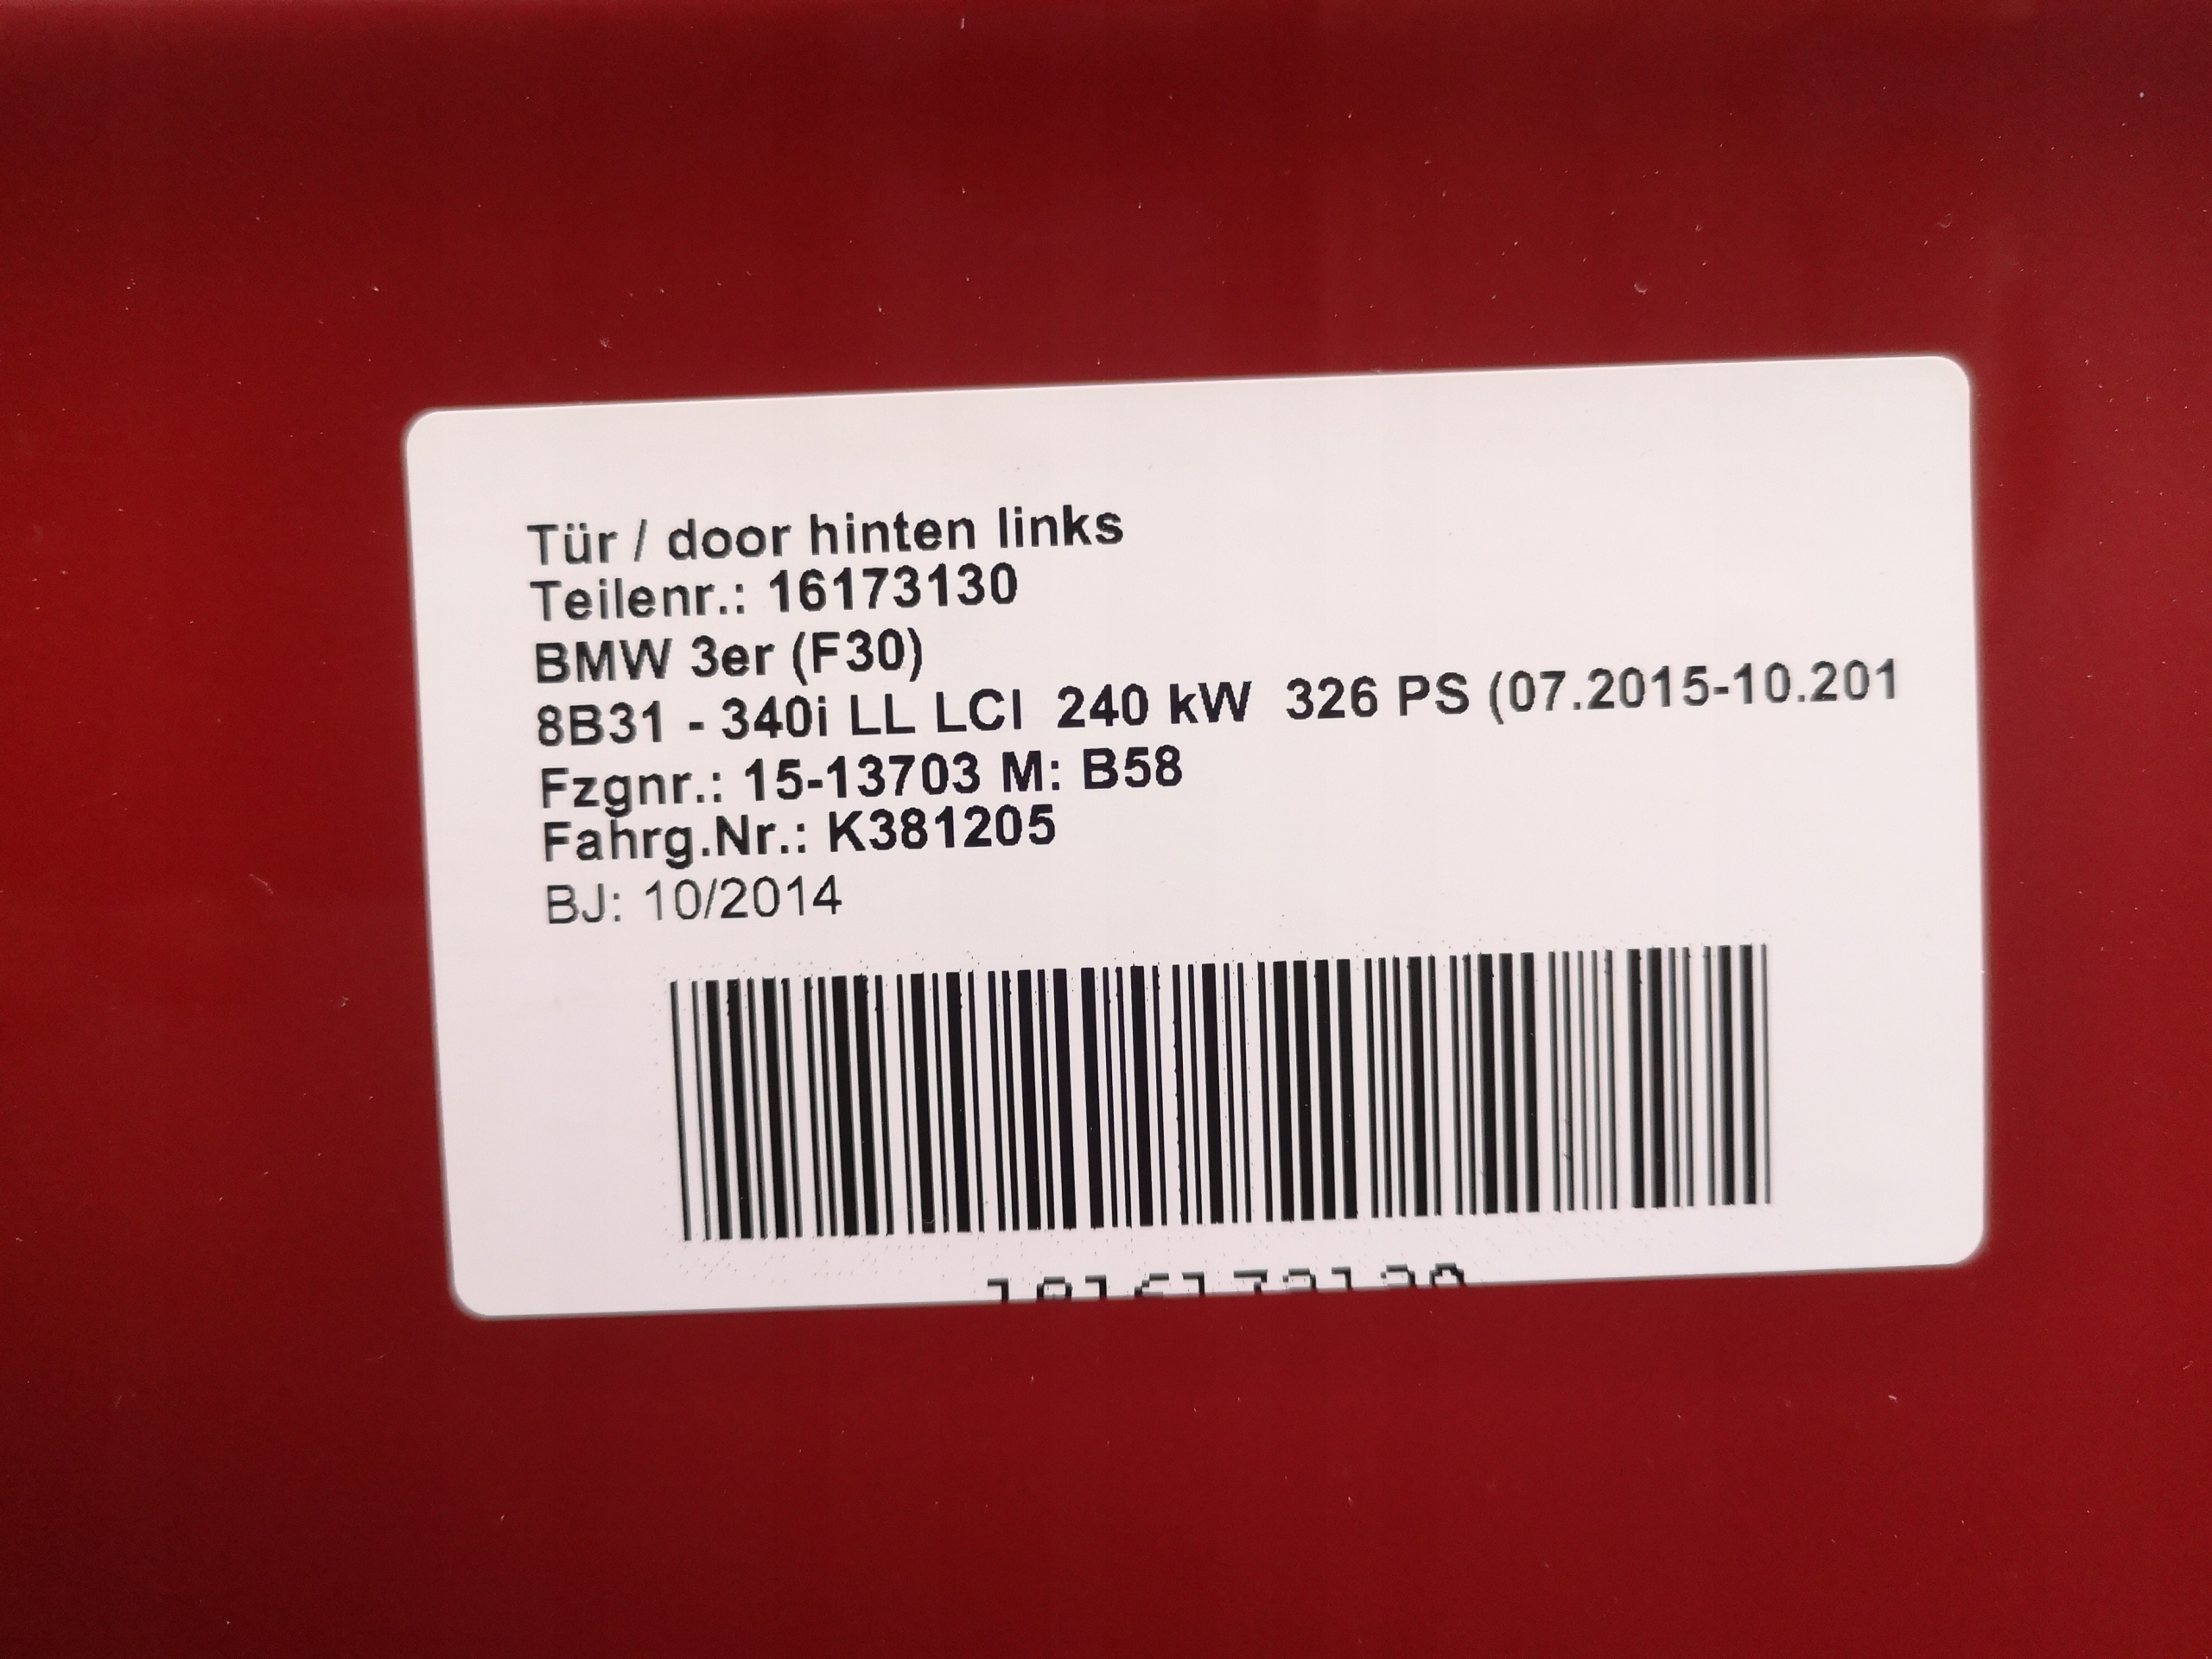 Tür / door hinten links
Teilenr.: 16173130
BMW 3er (F30)
8B31 - 340i LL LCI  240 kW  326 PS (07.2015-10.201
Fzgnr.: 15-13703 M: B58
Fahrg.Nr.: K381205
BJ: 10/2014